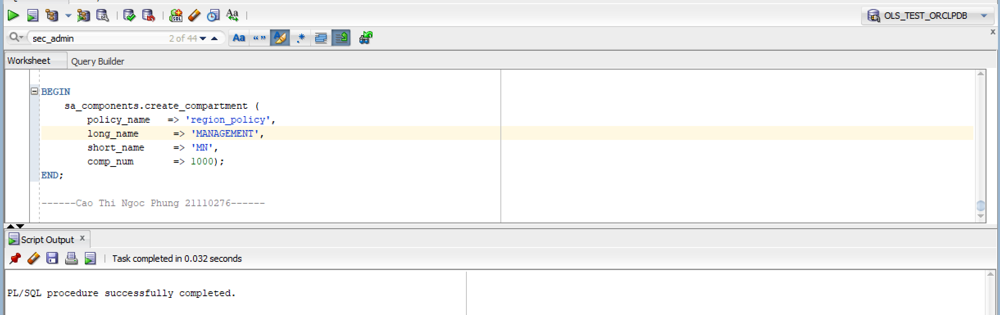 OLS_TEST_ORCLPDB
sec_admin 2 of 44 Aa “ ” .*
Worksheet Query Builder
BEGIN
sa_components.create_compartment (
policy_name => 'region_policy',
long_name => 'MANAGEMENT',
short_name => 'MN',
comp_num => 1000);
END;
------Cao Thi Ngoc Phung 21110276------
Script Output x
Task completed in 0.032 seconds
PL/SQL procedure successfully completed.